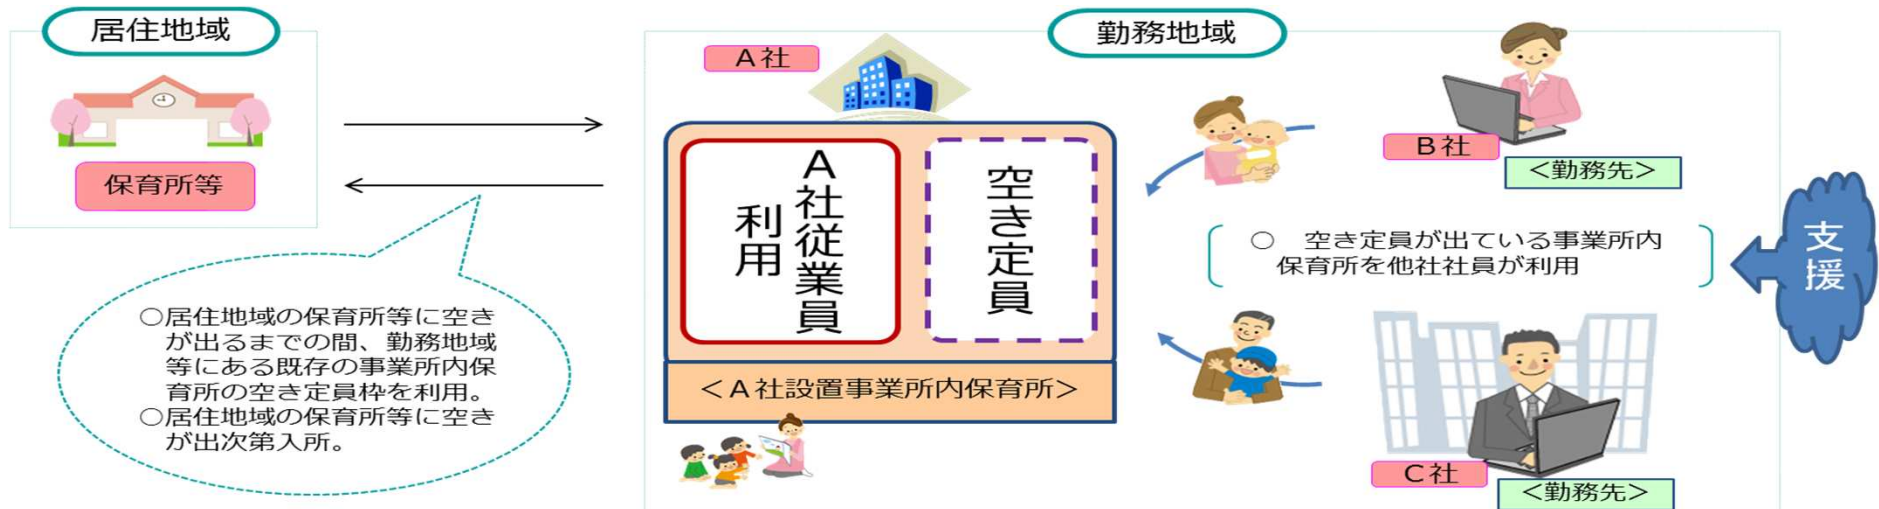 居住地域
保育所等
○居住地域の保育所等に空き
が出るまでの間、勤務地域
等にある既存の事業所内保
育所の空き定員枠を利用。
○居住地域の保育所等に空き
が出次第入所。
勤務地域
A社
A社従業員
利用
空き定員
<A社設置事業所内保育所>
B社
<勤務先>
○ 空き定員が出ている事業所内
保育所を他社社員が利用
C社
<勤務先>
支援